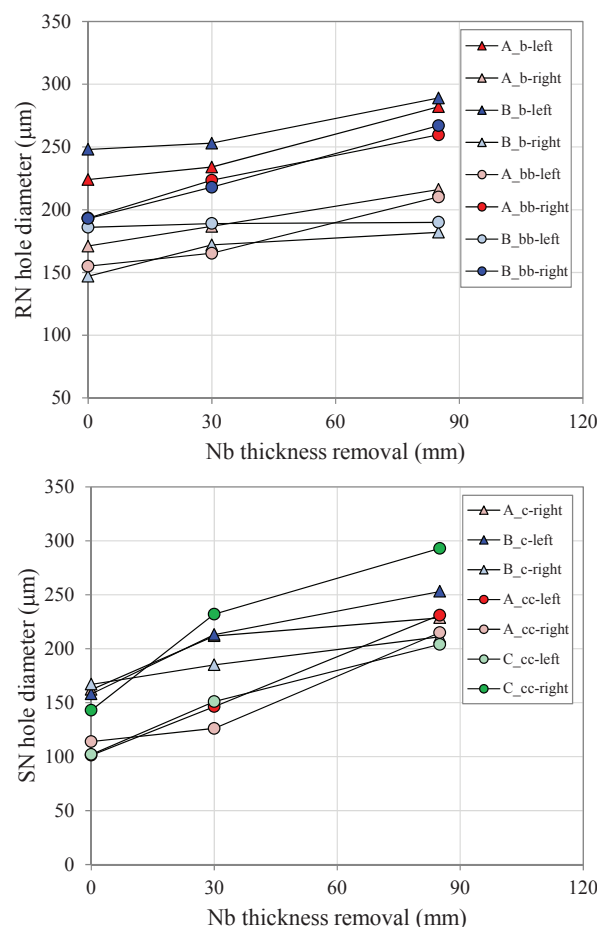 350
300
250
200
150
100
50
0
30
60
90
120
RN hole diameter (μm)
Nb thickness removal (mm)
A_b-left
A_b-right
B_b-left
B_b-right
A_bb-left
A_bb-right
B_bb-left
B_bb-right
350
300
250
200
150
100
50
0
0
30
60
90
120
SN hole diameter (μm)
Nb thickness removal (mm)
A_c-right
B_c-left
B_c-right
A_cc-left
A_cc-right
C_cc-left
C_cc-right